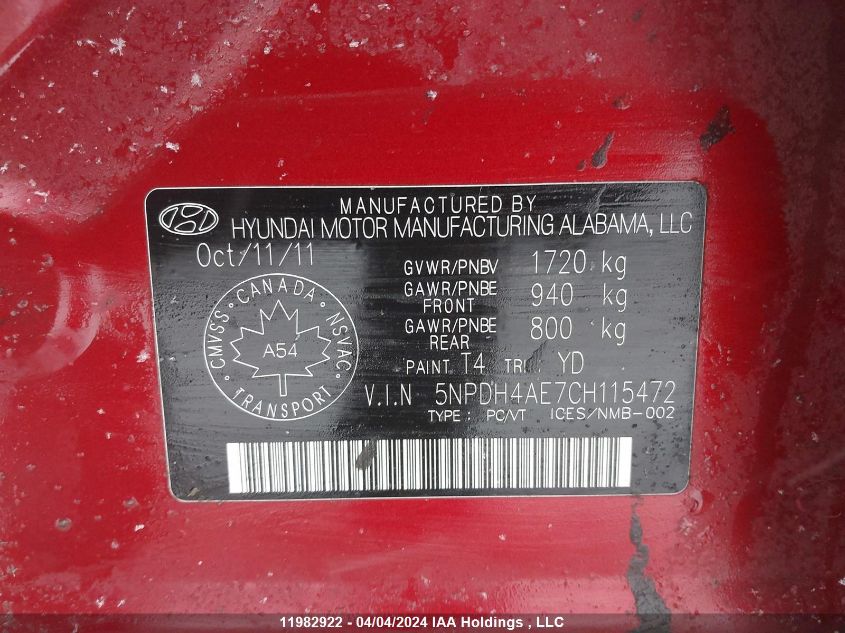 MANUFACTURED BY
HYUNDAI MOTOR MANUFACTURING ALABAMA, LLC
Oct/11/11
GVWR/PNBV 1720 kg
GAWR/PNBE FRONT 940 kg
GAWR/PNBE REAR 800 kg
PAINT T4 TRI YD
CMVSS CANADA NSVAC
A54
TRANSPORT
V.I.N 5NPDH4AE7CH115472
TYPE : PC/VT ICES/NMB-002
11982922 - 04/04/2024 IAA Holdings , LLC